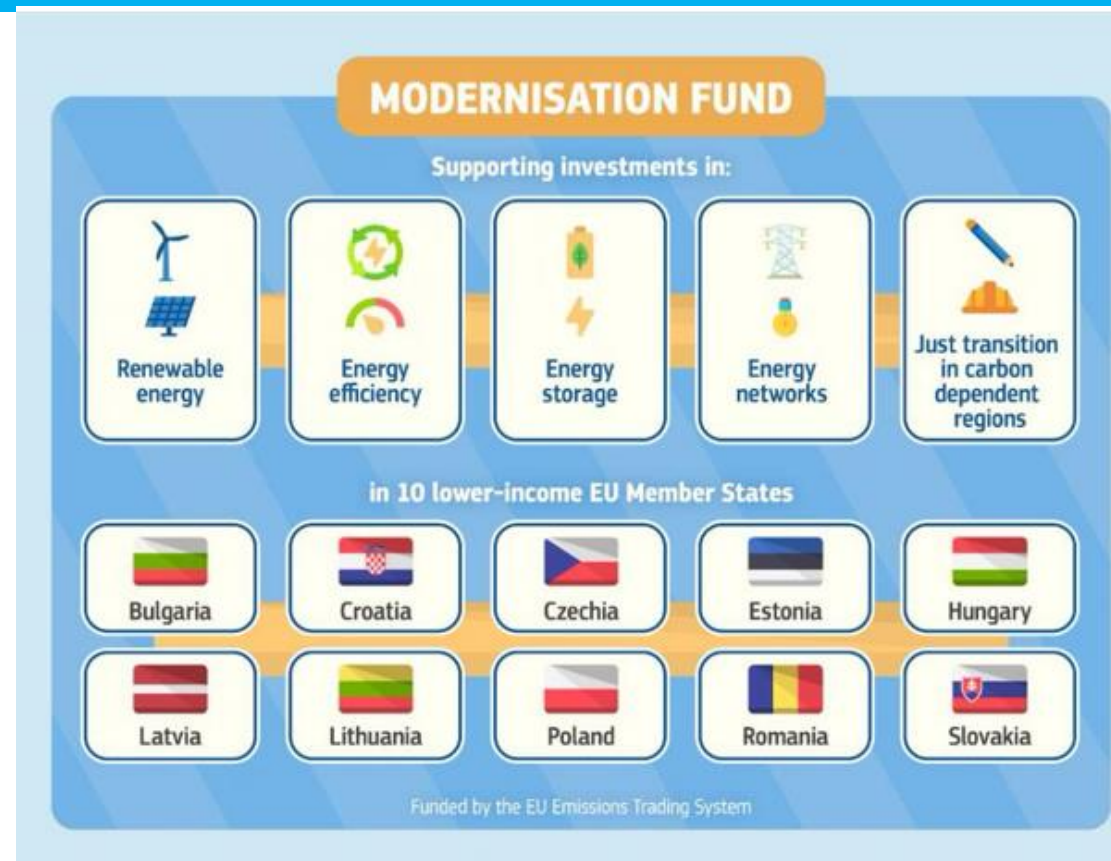 MODERNISATION FUND
Supporting investments in:
Renewable
energy
Energy
efficiency
Energy
storage
Energy
networks
Just transition
in carbon
dependent
regions
in 10 lower-income EU Member States
Bulgaria
Croatia
Czechia
Estonia
Hungary
Latvia
Lithuania
Poland
Romania
Slovakia
Funded by the EU Emissions Trading System